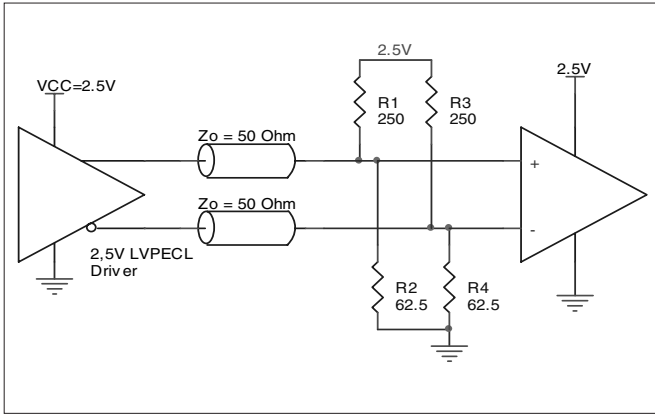 2.5V
VCC=2.5V
2.5V
R1
250
R3
250
Zo = 50 Ohm
+
Zo = 50 Ohm
-
2,5V LVPECL
Driver
R2
62.5
R4
62.5